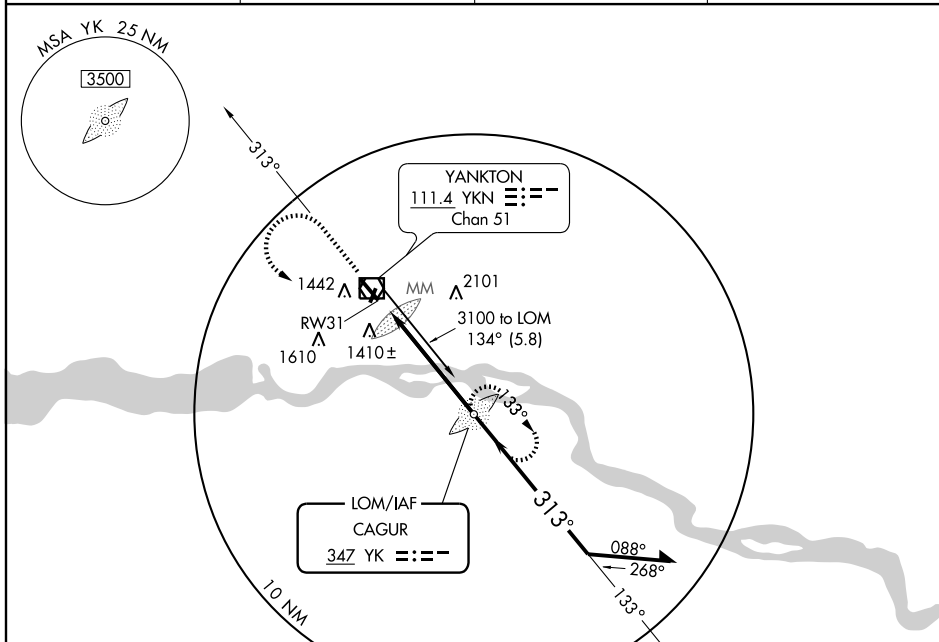 MSA YK 25 NM
3500
313°
YANKTON
111.4 YKN
Chan 51
1442
MM
2101
RW31
3100 to LOM
134° (5.8)
1610
1410±
133°
LOM/IAF
CAGUR
347 YK
313°
088°
268°
133°
10 NM